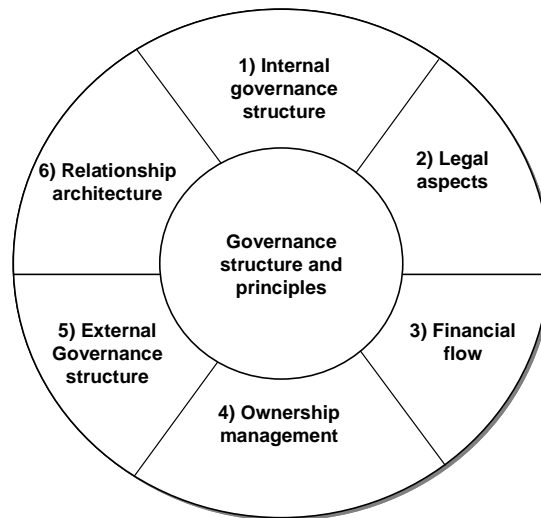 1) Internal
governance
structure
2) Legal
aspects
3) Financial
flow
4) Ownership
management
5) External
Governance
structure
6) Relationship
architecture
Governance
structure and
principles